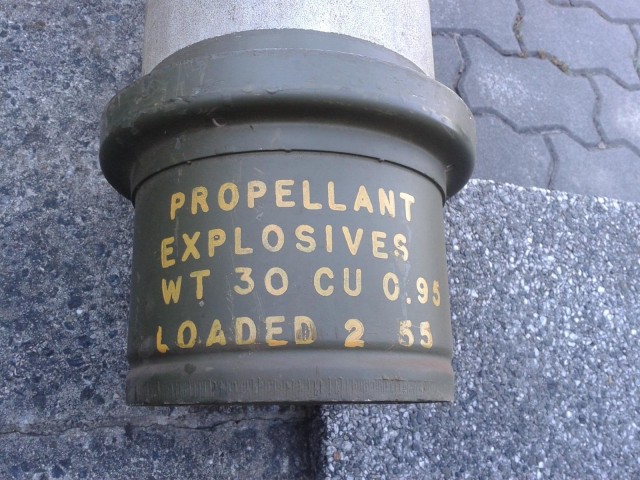 PROPELLANT
EXPLOSIVES
WT 30 CU 0.95
LOADED 2 55